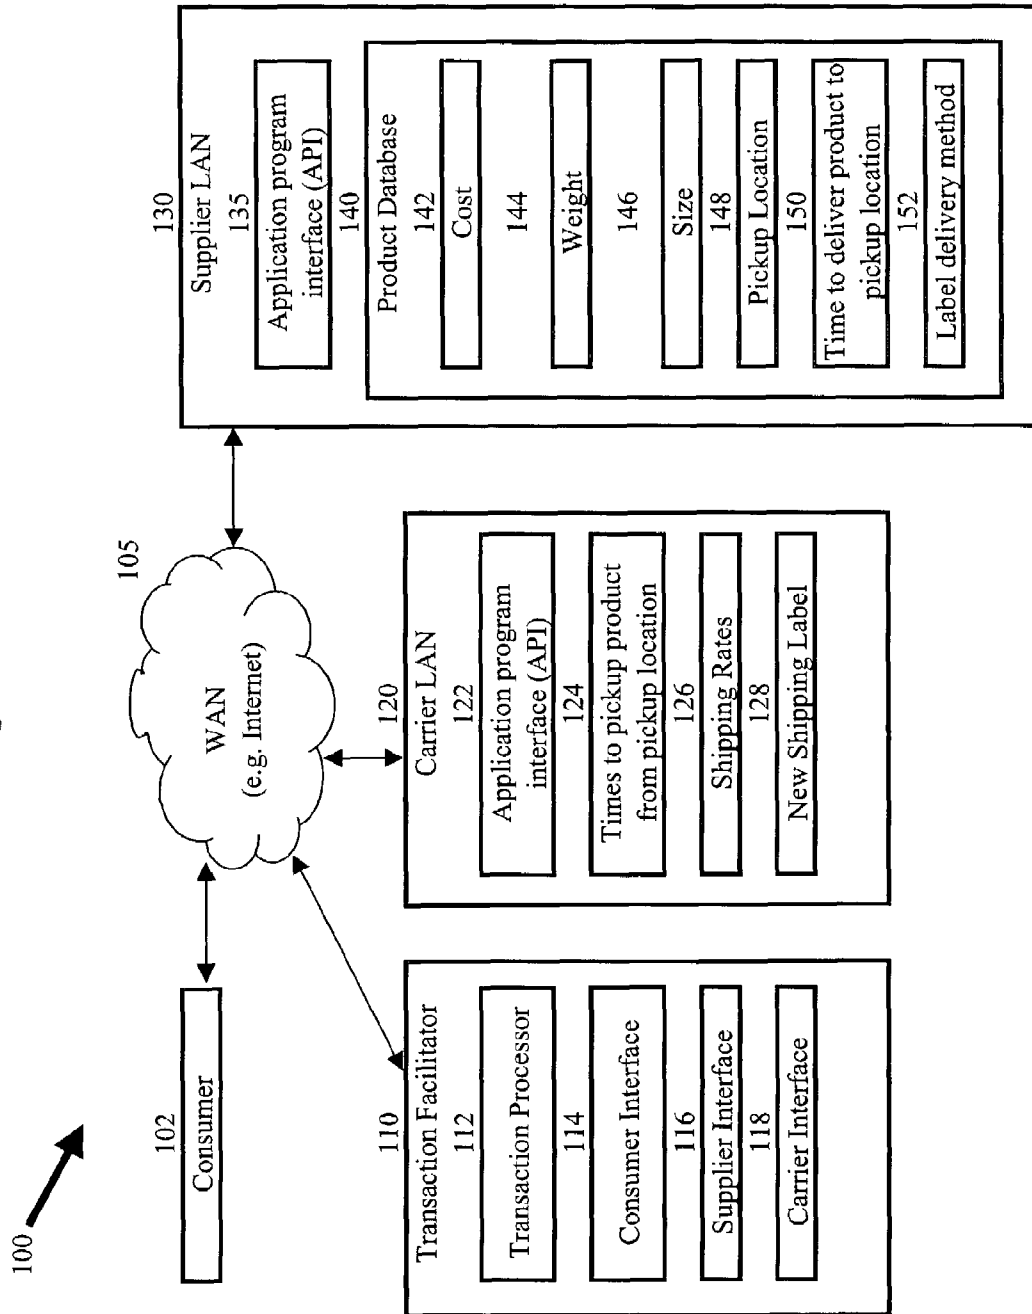 100
102
Consumer
105
WAN
(e.g. Internet)
110
Transaction Facilitator
112
Transaction Processor
114
Consumer Interface
116
Supplier Interface
118
Carrier Interface
120
Carrier LAN
122
Application program
interface (API)
124
Times to pickup product
from pickup location
126
Shipping Rates
128
New Shipping Label
130
Supplier LAN
135
Application program
interface (API)
140
Product Database
142
Cost
144
Weight
146
Size
148
Pickup Location
150
Time to deliver product to
pickup location
152
Label delivery method